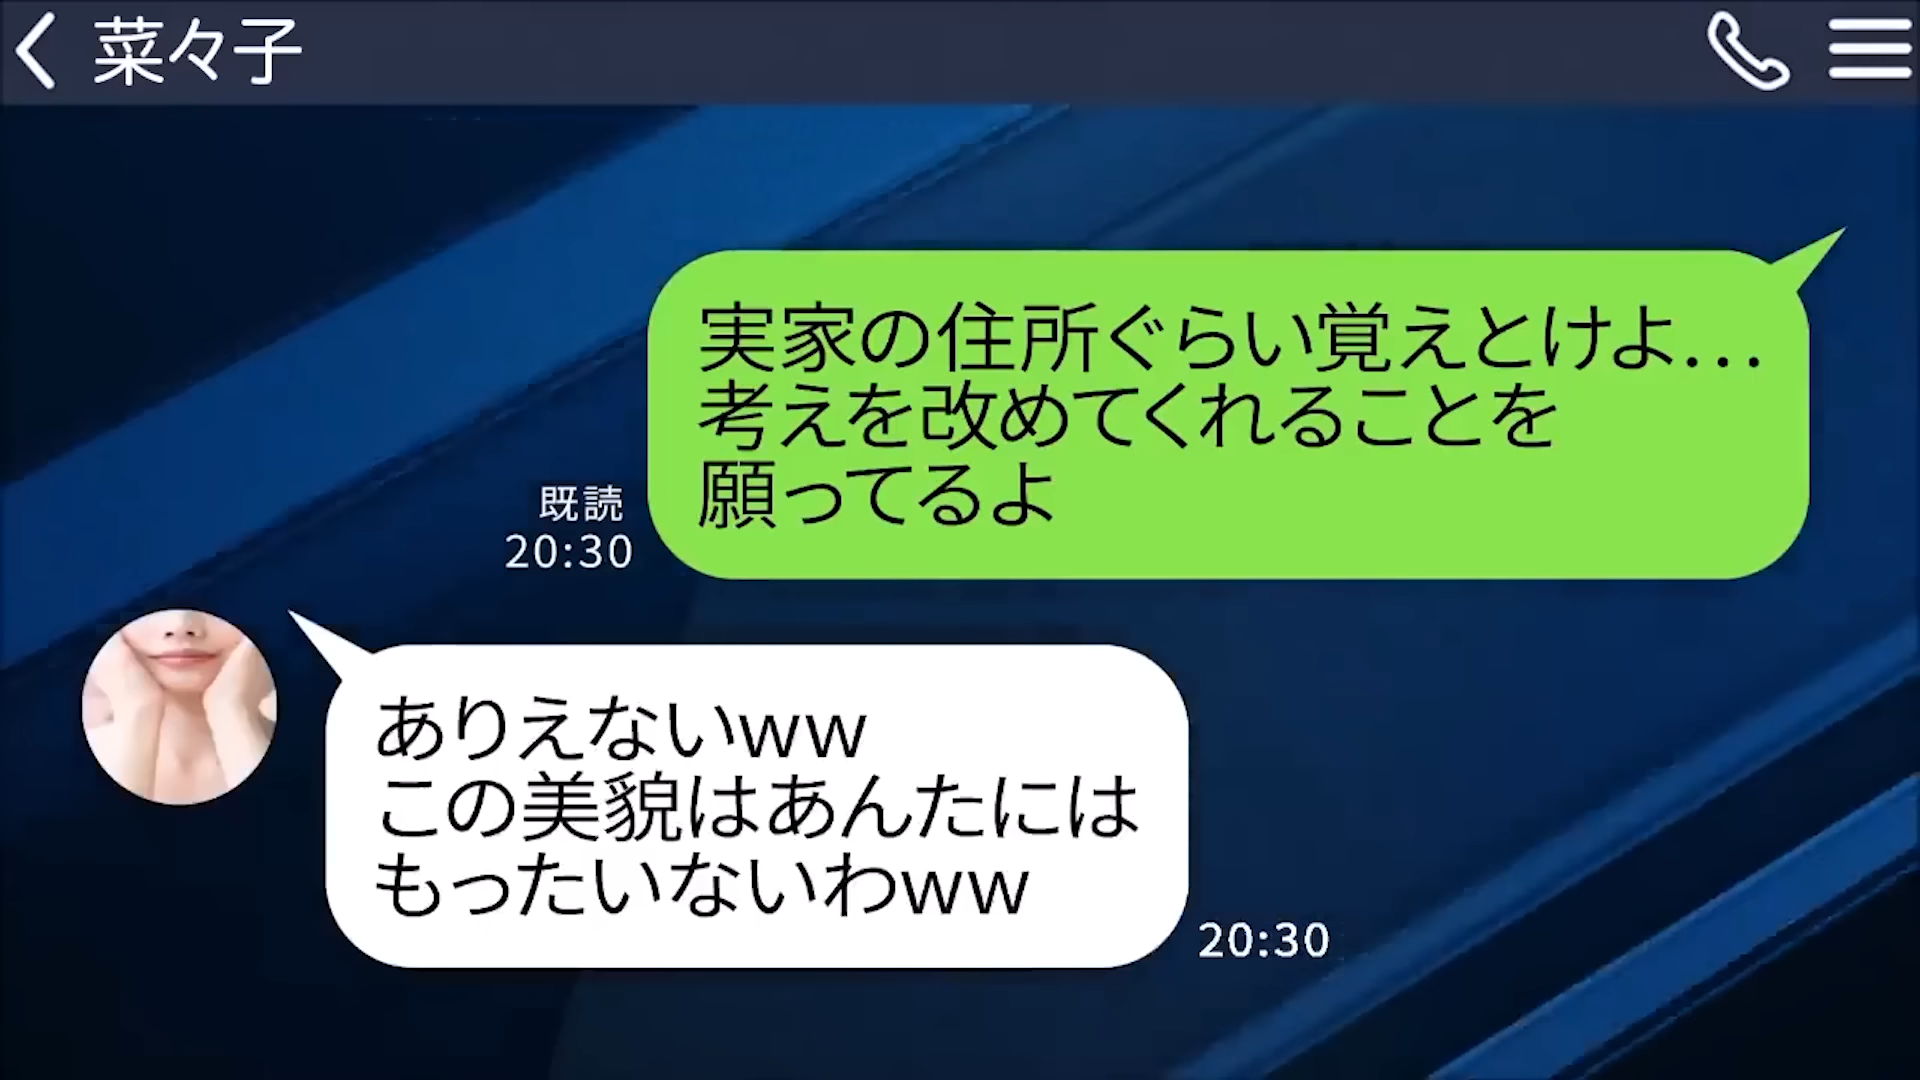 菜々子
実家の住所ぐらい覚えとけよ…
考えを改めてくれることを
願ってるよ
既読
20:30
ありえないww
この美貌はあんたには
もったいないわww
20:30